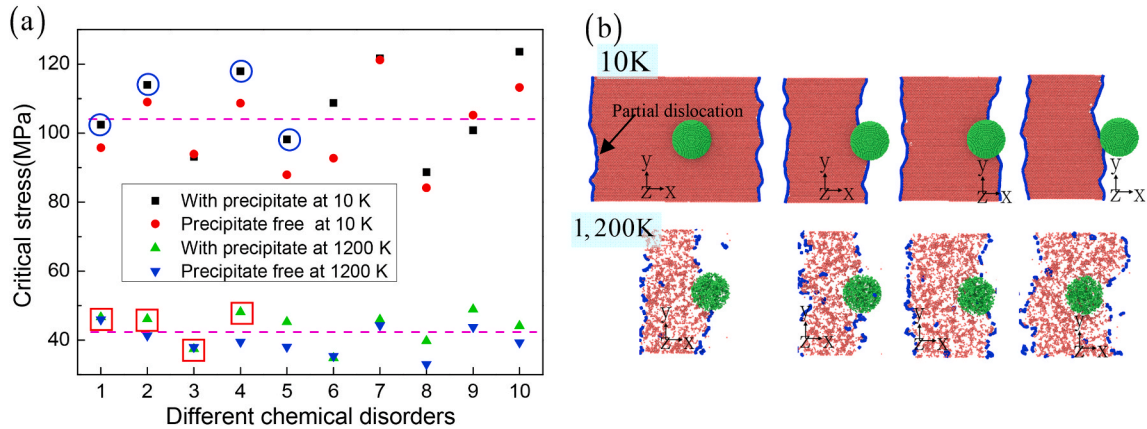 (a)
Critical stress(MPa)
120
100
80
60
40
With precipitate at 10 K
Precipitate free at 10 K
With precipitate at 1200 K
Precipitate free at 1200 K
1 2 3 4 5 6 7 8 9 10
Different chemical disorders
(b)
10K
Partial dislocation
y
Z x
y
Z x
y
Z x
y
Z x
1,200K
y
Z x
y
Z x
y
Z x
y
Z x